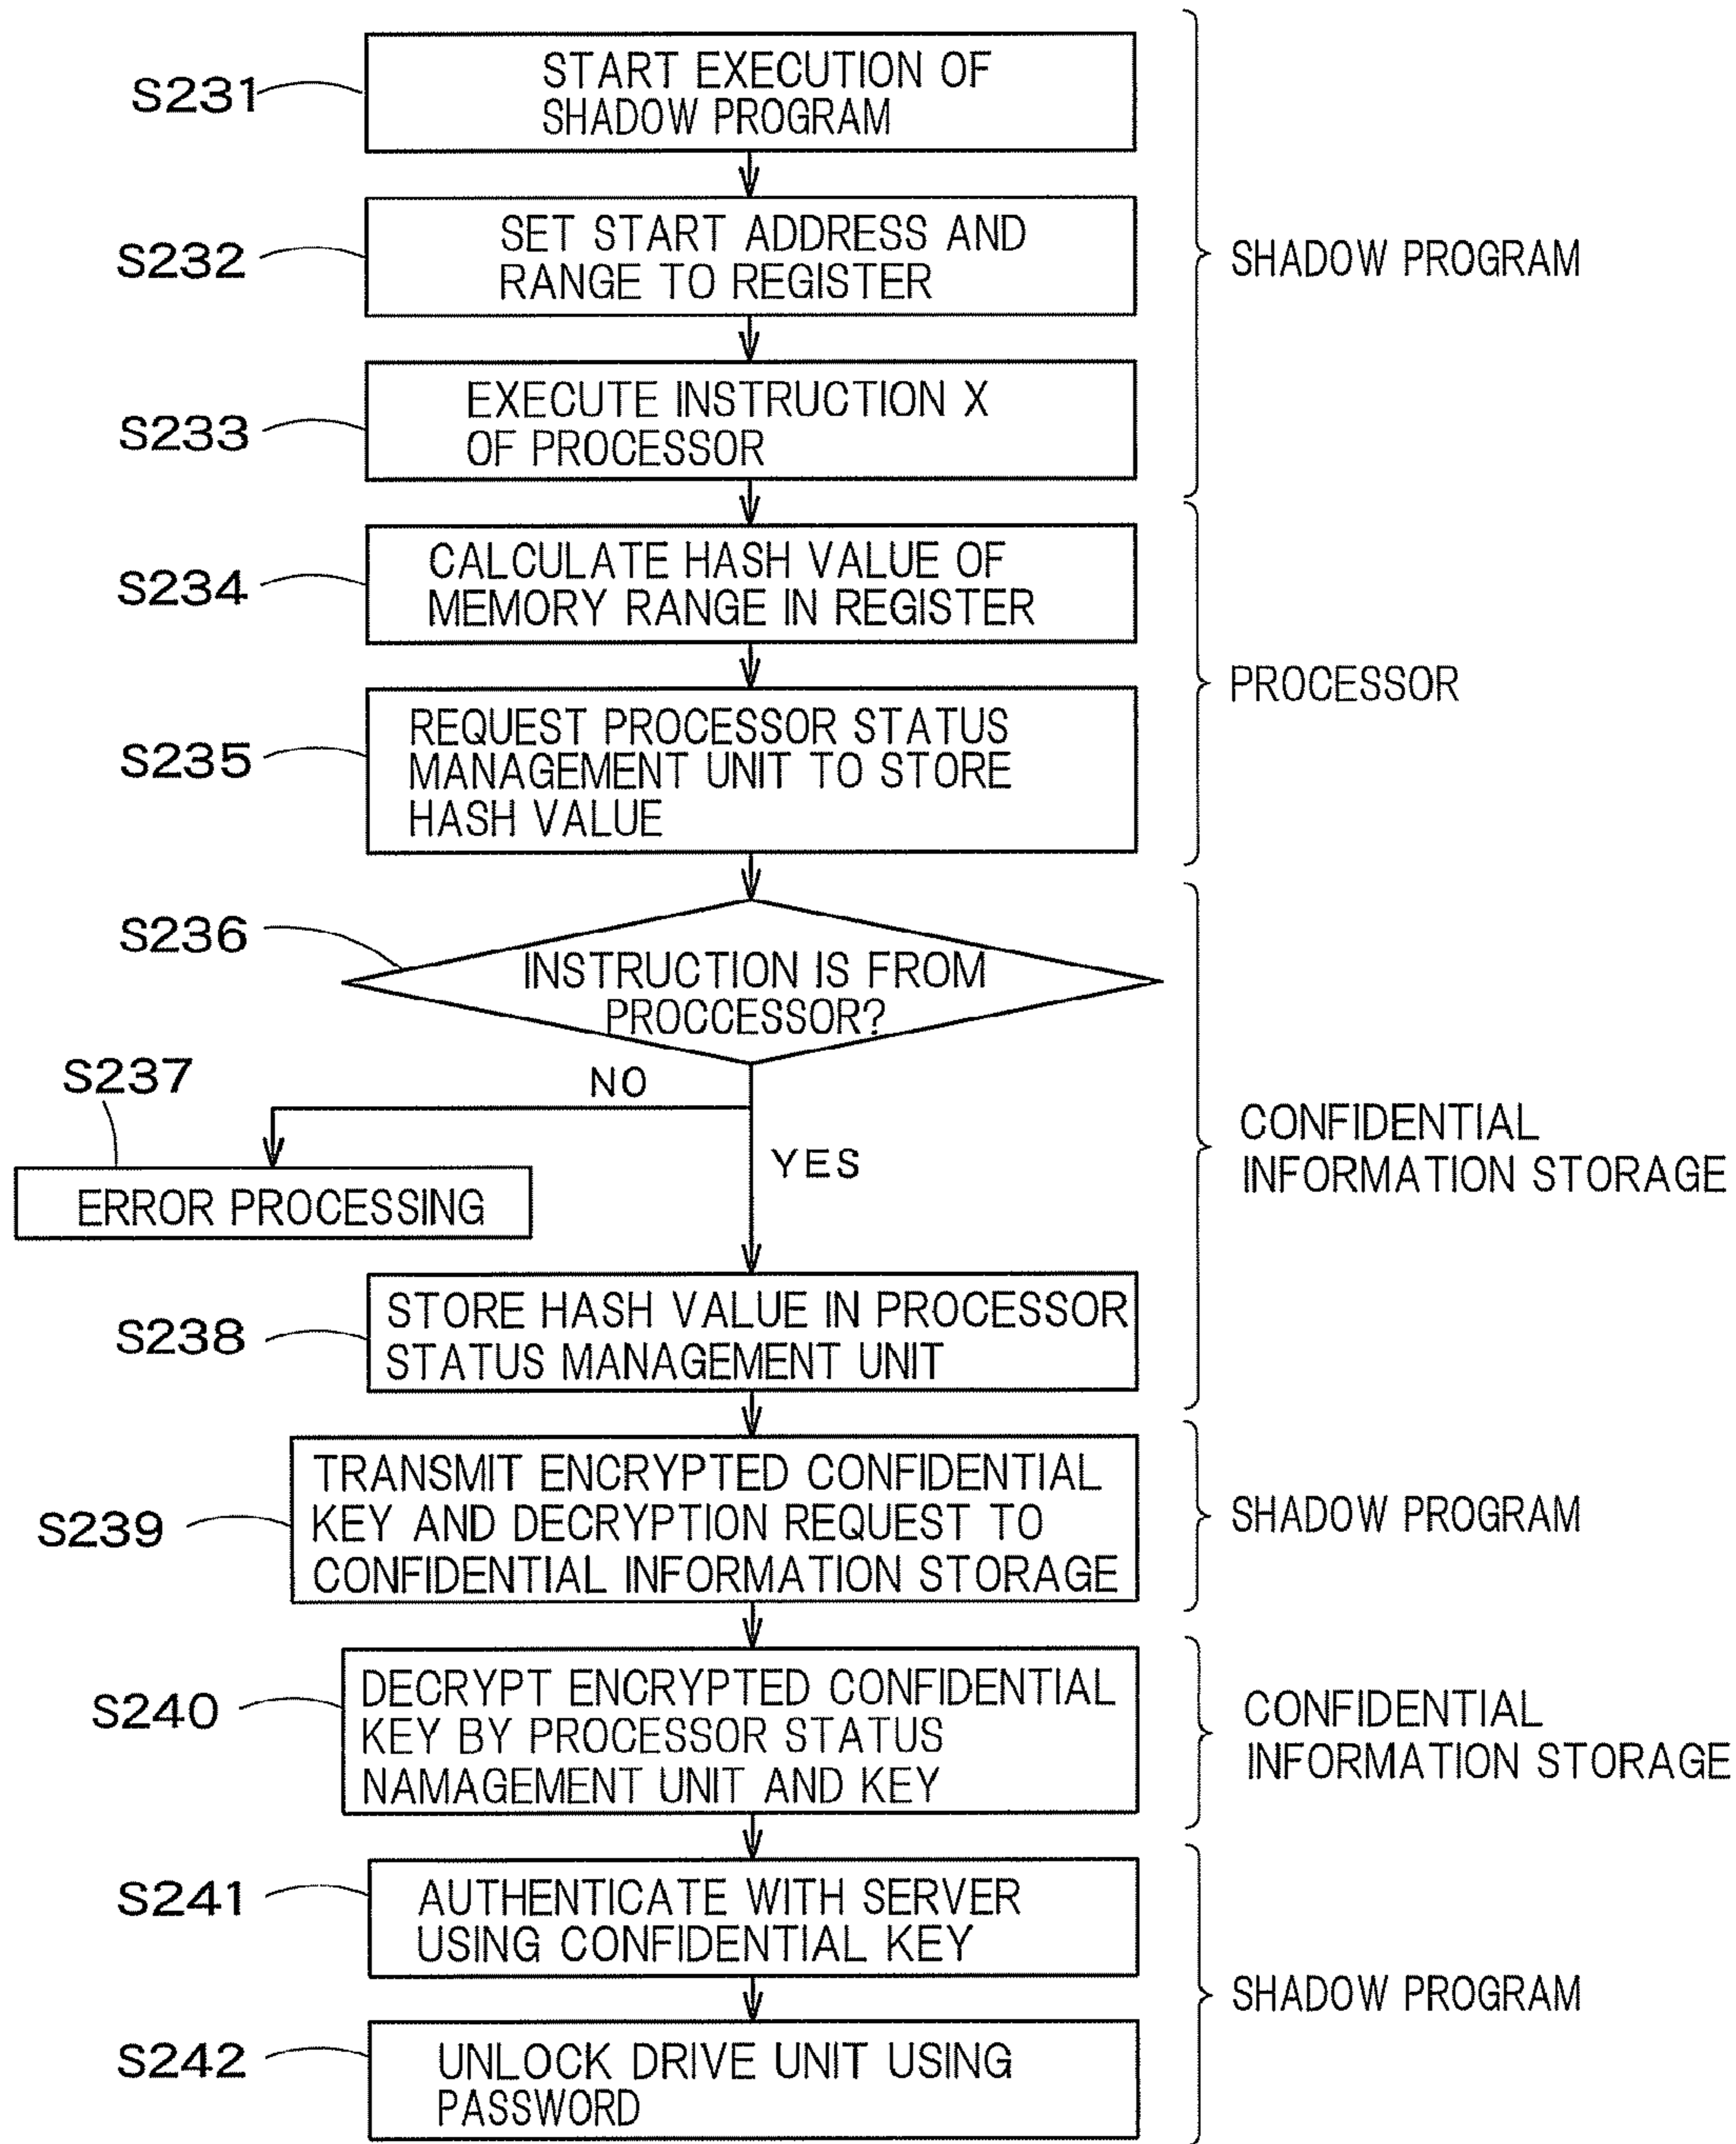 S231
START EXECUTION OF
SHADOW PROGRAM
S232
SET START ADDRESS AND
RANGE TO REGISTER
SHADOW PROGRAM
S233
EXECUTE INSTRUCTION X
OF PROCESSOR
S234
CALCULATE HASH VALUE OF
MEMORY RANGE IN REGISTER
PROCESSOR
S235
REQUEST PROCESSOR STATUS
MANAGEMENT UNIT TO STORE
HASH VALUE
S236
INSTRUCTION IS FROM
PROCCESSOR?
S237
NO
YES
ERROR PROCESSING
CONFIDENTIAL
INFORMATION STORAGE
S238
STORE HASH VALUE IN PROCESSOR
STATUS MANAGEMENT UNIT
S239
TRANSMIT ENCRYPTED CONFIDENTIAL
KEY AND DECRYPTION REQUEST TO
CONFIDENTIAL INFORMATION STORAGE
SHADOW PROGRAM
S240
DECRYPT ENCRYPTED CONFIDENTIAL
KEY BY PROCESSOR STATUS
NAMAGEMENT UNIT AND KEY
CONFIDENTIAL
INFORMATION STORAGE
S241
AUTHENTICATE WITH SERVER
USING CONFIDENTIAL KEY
SHADOW PROGRAM
S242
UNLOCK DRIVE UNIT USING
PASSWORD